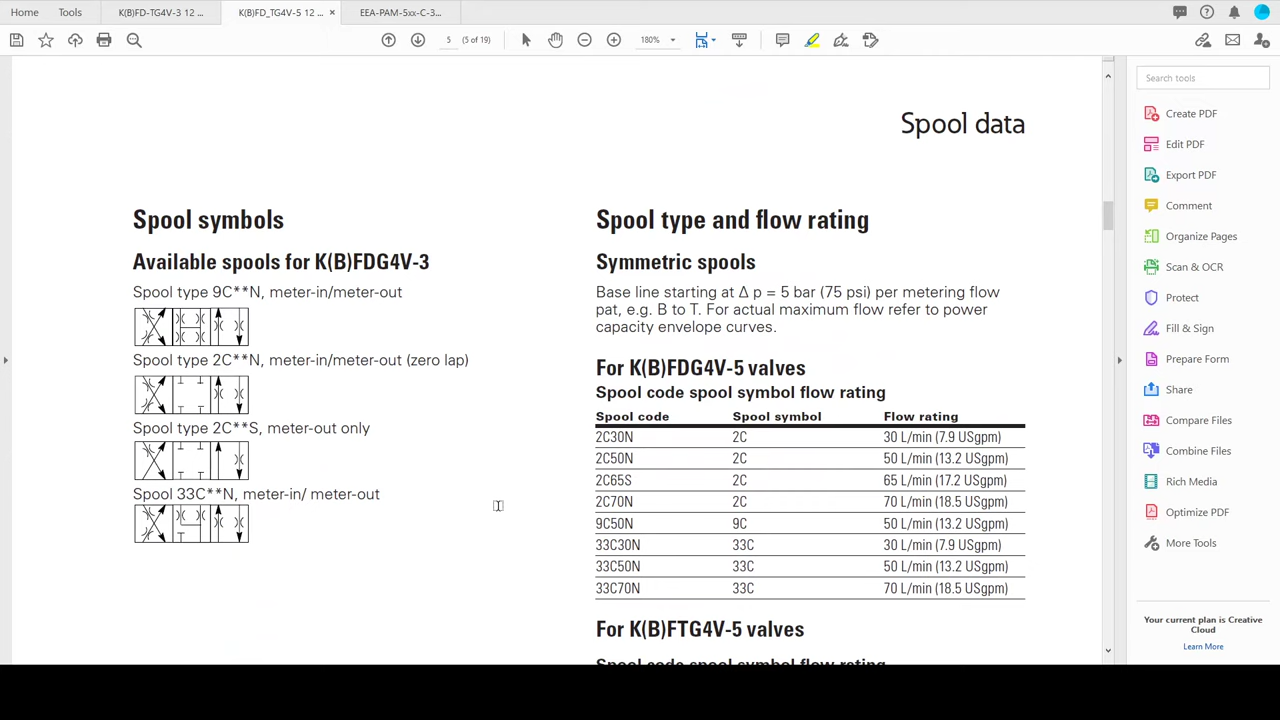 Home
Tools
K(B)FD-TG4V-3 12 ...
K(B)FD_TG4V-5 12 ... ×
EEA-PAM-5xx-C-3...
5 (5 of 19)
180%
Spool data
Spool symbols
Available spools for K(B)FDG4V-3
Spool type 9C**N, meter-in/meter-out
Spool type 2C**N, meter-in/meter-out (zero lap)
Spool type 2C**S, meter-out only
Spool 33C**N, meter-in/ meter-out
Spool type and flow rating
Symmetric spools
Base line starting at Δ p = 5 bar (75 psi) per metering flow
pat, e.g. B to T. For actual maximum flow refer to power
capacity envelope curves.
For K(B)FDG4V-5 valves
Spool code spool symbol flow rating
Spool code Spool symbol Flow rating
2C30N 2C 30 L/min (7.9 USgpm)
2C50N 2C 50 L/min (13.2 USgpm)
2C65S 2C 65 L/min (17.2 USgpm)
2C70N 2C 70 L/min (18.5 USgpm)
9C50N 9C 50 L/min (13.2 USgpm)
33C30N 33C 30 L/min (7.9 USgpm)
33C50N 33C 50 L/min (13.2 USgpm)
33C70N 33C 70 L/min (18.5 USgpm)
For K(B)FTG4V-5 valves
Spool code spool symbol flow rating
Search tools
Create PDF
Edit PDF
Export PDF
Comment
Organize Pages
Scan & OCR
Protect
Fill & Sign
Prepare Form
Share
Compare Files
Combine Files
Rich Media
Optimize PDF
More Tools
Your current plan is Creative
Cloud
Learn More